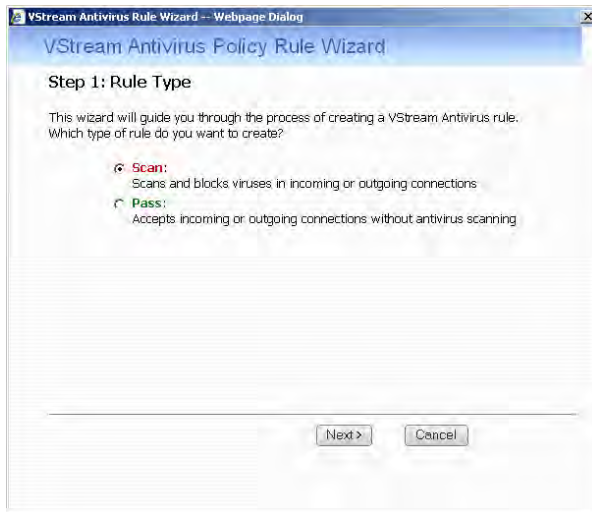 VStream Antivirus Rule Wizard -- Webpage Dialog
VStream Antivirus Policy Rule Wizard
Step 1: Rule Type
This wizard will guide you through the process of creating a VStream Antivirus rule.
Which type of rule do you want to create?
Scan:
Scans and blocks viruses in incoming or outgoing connections
Pass:
Accepts incoming or outgoing connections without antivirus scanning
Next >
Cancel